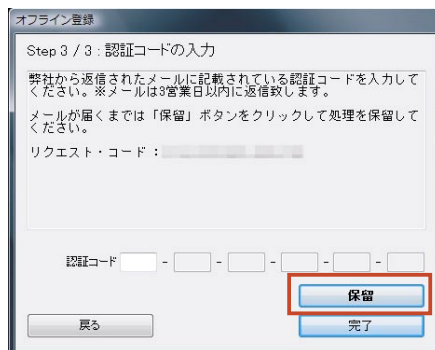 オフライン登録
Step 3 / 3 : 認証コードの入力
弊社から返信されたメールに記載されている認証コードを入力して
ください。※メールは3営業日以内に返信致します。
メールが届くまでは「保留」ボタンをクリックして処理を保留して
ください。
リクエスト・コード :
認証コード - - - - -
保留
戻る 完了